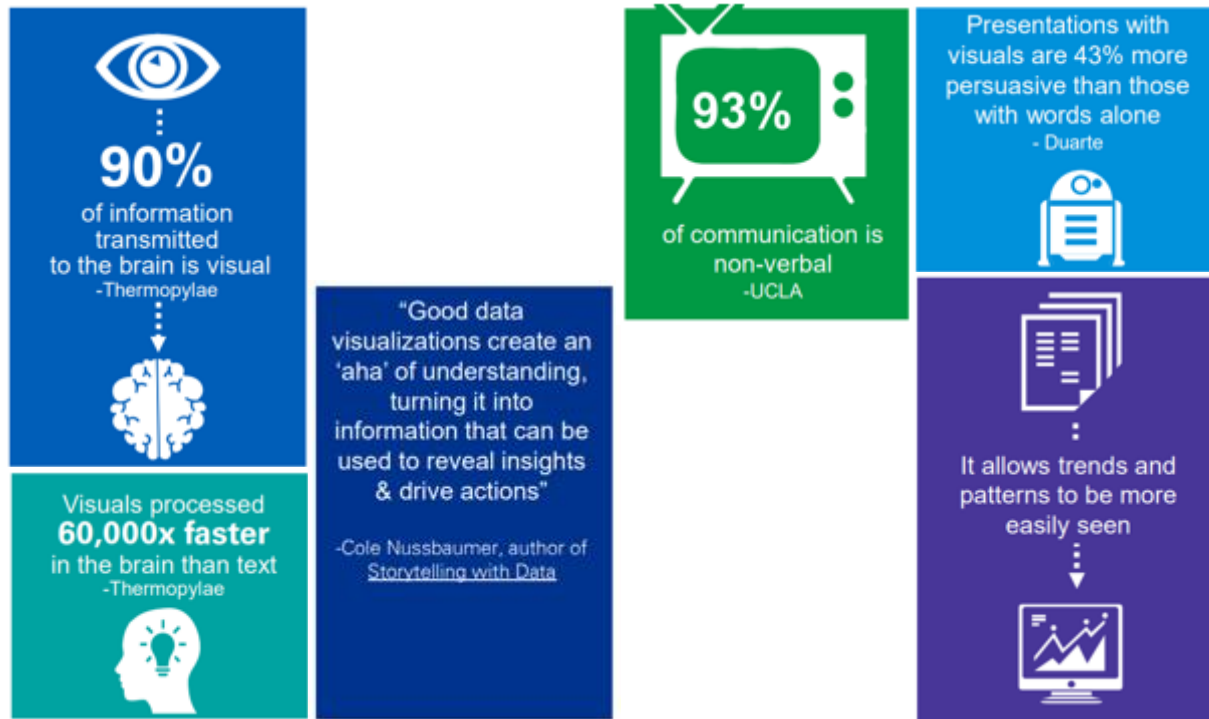 90%
of information
transmitted
to the brain is visual
-Thermopylae
Visuals processed
60,000x faster
in the brain than text
-Thermopylae
“Good data
visualizations create an
‘aha’ of understanding,
turning it into
information that can be
used to reveal insights
& drive actions”
-Cole Nussbaumer, author of
Storytelling with Data
93%
of communication is
non-verbal
-UCLA
Presentations with
visuals are 43% more
persuasive than those
with words alone
- Duarte
It allows trends and
patterns to be more
easily seen